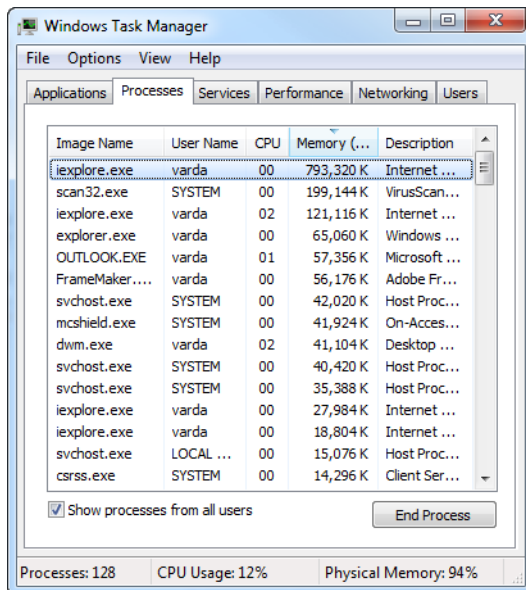 Windows Task Manager
File Options View Help
Applications Processes Services Performance Networking Users
Image Name User Name CPU Memory (... Description
iexplore.exe varda 00 793,320 K Internet ...
scan32.exe SYSTEM 00 199,144 K VirusScan...
iexplore.exe varda 02 121,116 K Internet ...
explorer.exe varda 00 65,060 K Windows ...
OUTLOOK.EXE varda 01 57,356 K Microsoft ...
FrameMaker.... varda 00 56,176 K Adobe Fr...
svchost.exe SYSTEM 00 42,020 K Host Proc...
mcshield.exe SYSTEM 00 41,924 K On-Acces...
dwm.exe varda 02 41,104 K Desktop ...
svchost.exe SYSTEM 00 40,420 K Host Proc...
svchost.exe SYSTEM 00 35,388 K Host Proc...
iexplore.exe varda 00 27,984 K Internet ...
iexplore.exe varda 00 18,804 K Internet ...
svchost.exe LOCAL ... 00 15,076 K Host Proc...
csrss.exe SYSTEM 00 14,296 K Client Ser...
Show processes from all users End Process
Processes: 128 CPU Usage: 12% Physical Memory: 94%